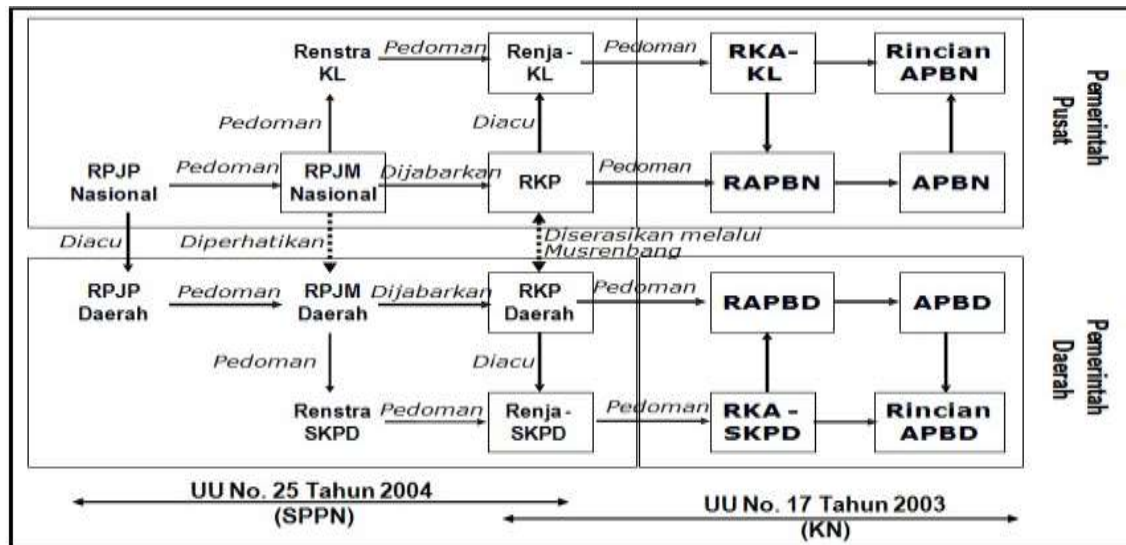 Renstra
KL
Pedoman
Renja -
KL
Pedoman
RKA-
KL
Rincian
APBN
Pemerintah
Pusat
Pedoman
Diacu
RPJP
Nasional
Pedoman
RPJM
Nasional
Dijabarkan
RKP
Pedoman
RAPBN
APBN
Diacu
Diperhatikan
Diserasikan melalui
Musrenbang
RPJP
Daerah
Pedoman
RPJM
Daerah
Dijabarkan
RKP
Daerah
Pedoman
RAPBD
APBD
Pemerintah
Daerah
Pedoman
Diacu
Renstra
SKPD
Pedoman
Renja-
SKPD
Pedoman
RKA -
SKPD
Rincian
APBD
UU No. 25 Tahun 2004
(SPPN)
UU No. 17 Tahun 2003
(KN)